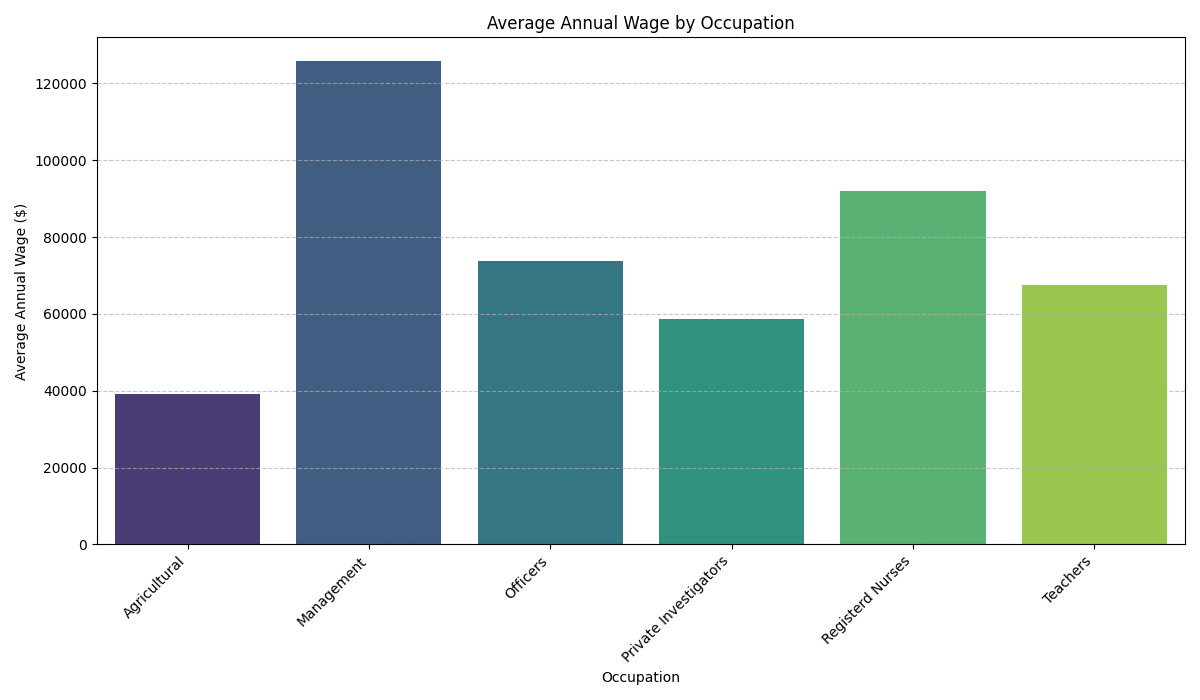 Average Annual Wage by Occupation
Average Annual Wage ($)
120000
100000
80000
60000
40000
20000
0
Agricultural
Management
Officers
Private Investigators
Registerd Nurses
Teachers
Occupation